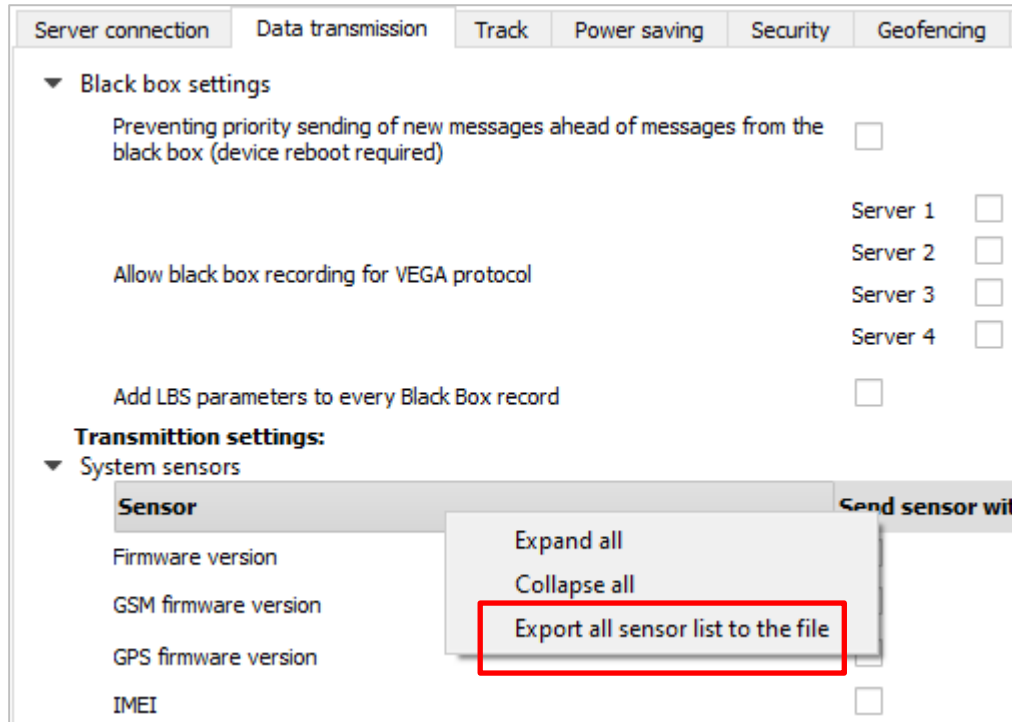 Server connection Data transmission Track Power saving Security Geofencing
Black box settings
Preventing priority sending of new messages ahead of messages from the
black box (device reboot required)
Server 1
Server 2
Allow black box recording for VEGA protocol
Server 3
Server 4
Add LBS parameters to every Black Box record
Transmittion settings:
System sensors
Sensor Send sensor wit
Expand all
Firmware version
Collapse all
GSM firmware version
Export all sensor list to the file
GPS firmware version
IMEI